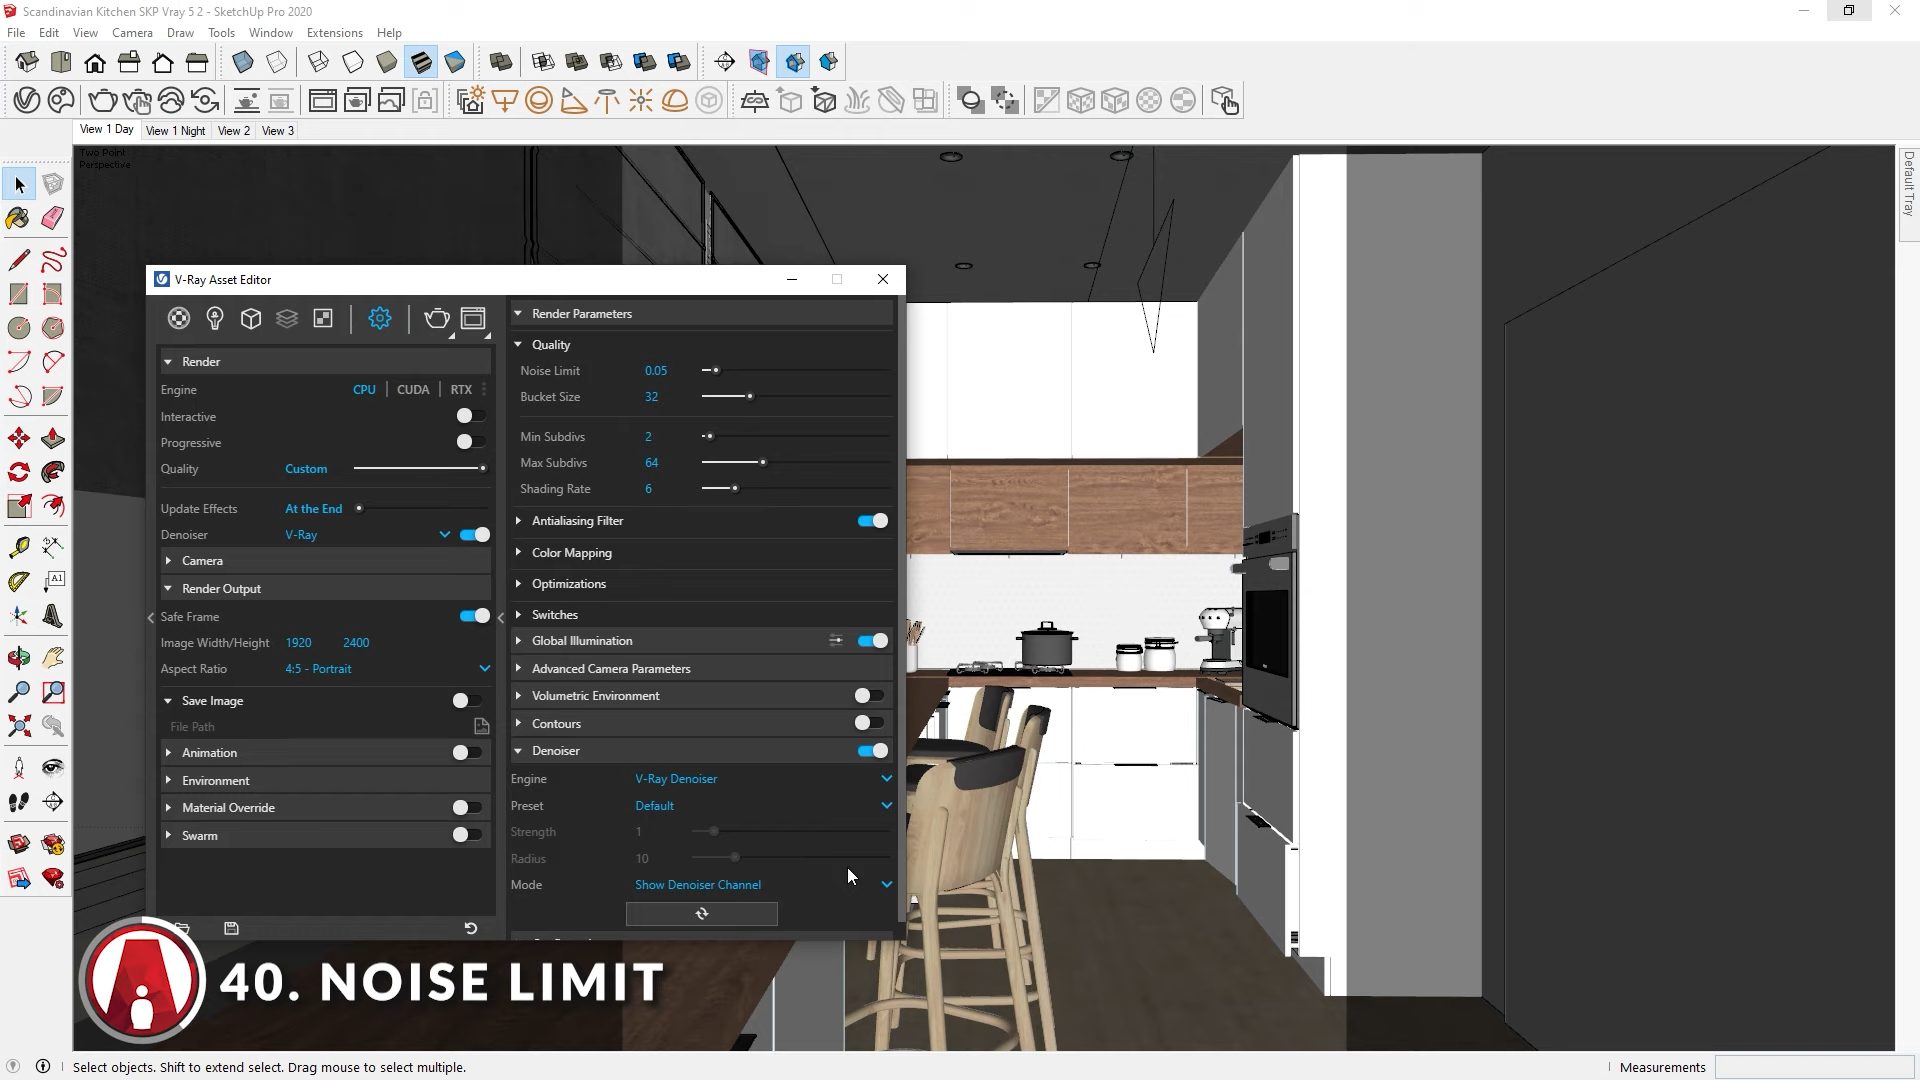 Scandinavian Kitchen SKP Vray 5 2 - SketchUp Pro 2020
File Edit View Camera Draw Tools Window Extensions Help
View 1 Day View 1 Night View 2 View 3
Two Point
Perspective
Default Tray
V-Ray Asset Editor
Render
Engine CPU CUDA RTX
Interactive
Progressive
Quality Custom
Update Effects At the End
Denoiser V-Ray
Camera
Render Output
Safe Frame
Image Width/Height 1920 2400
Aspect Ratio 4:5 - Portrait
Save Image
File Path
Animation
Environment
Material Override
Swarm
Render Parameters
Quality
Noise Limit 0.05
Bucket Size 32
Min Subdivs 2
Max Subdivs 64
Shading Rate 6
Antialiasing Filter
Color Mapping
Optimizations
Switches
Global Illumination
Advanced Camera Parameters
Volumetric Environment
Contours
Denoiser
Engine V-Ray Denoiser
Preset Default
Strength 1
Radius 10
Mode Show Denoiser Channel
A1
40. NOISE LIMIT
Select objects. Shift to extend select. Drag mouse to select multiple.
Measurements